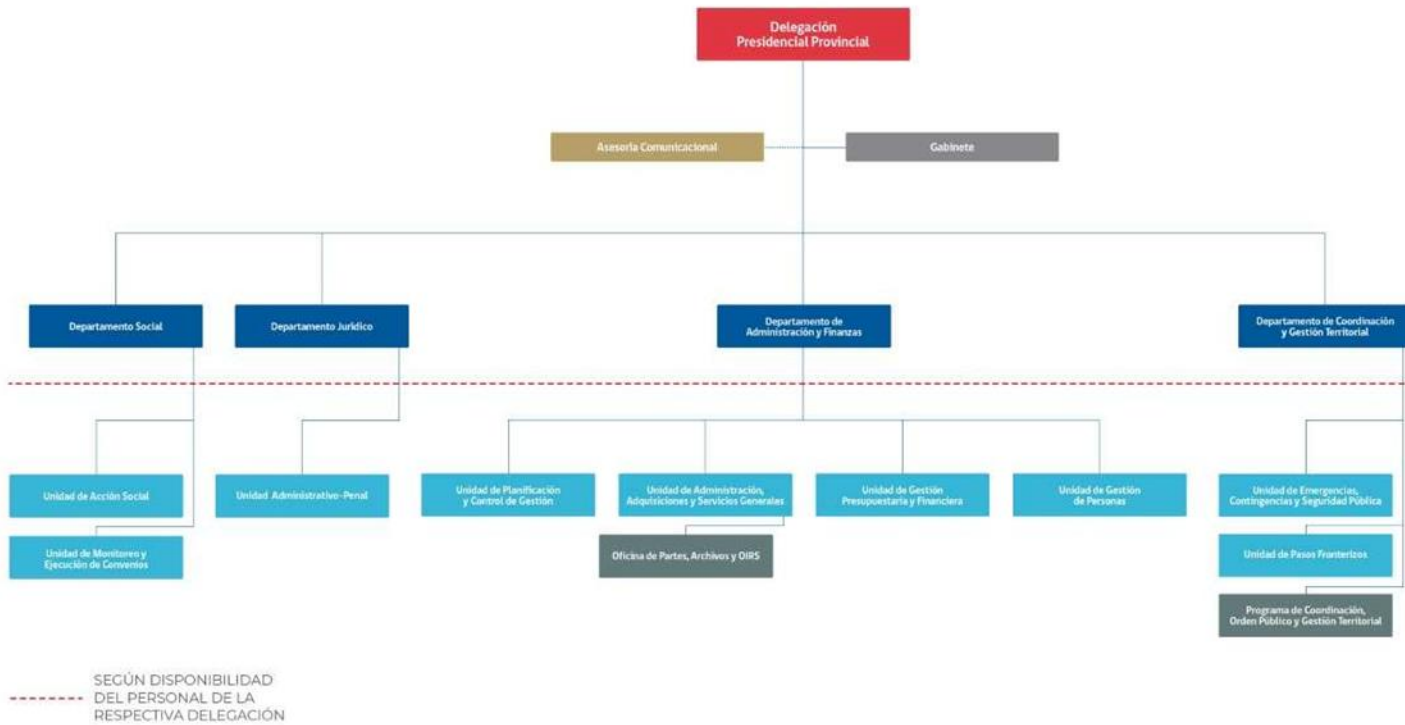 Delegación
Presidencial Provincial
Asesoría Comunicacional
Gabinete
Departamento Social
Departamento Jurídico
Departamento de
Administración y Finanzas
Departamento de Coordinación
y Gestión Territorial
Unidad de Acción Social
Unidad Administrativo-Penal
Unidad de Planificación
y Control de Gestión
Unidad de Administración,
Adquisiciones y Servicios Generales
Unidad de Gestión
Presupuestaria y Financiera
Unidad de Gestión
de Personas
Unidad de Emergencias,
Contingencias y Seguridad Pública
Unidad de Monitoreo y
Ejecución de Convenios
Oficina de Partes, Archivos y OIRS
Unidad de Pasos Fronterizos
Programa de Coordinación,
Orden Público y Gestión Territorial
SEGÚN DISPONIBILIDAD
DEL PERSONAL DE LA
RESPECTIVA DELEGACIÓN